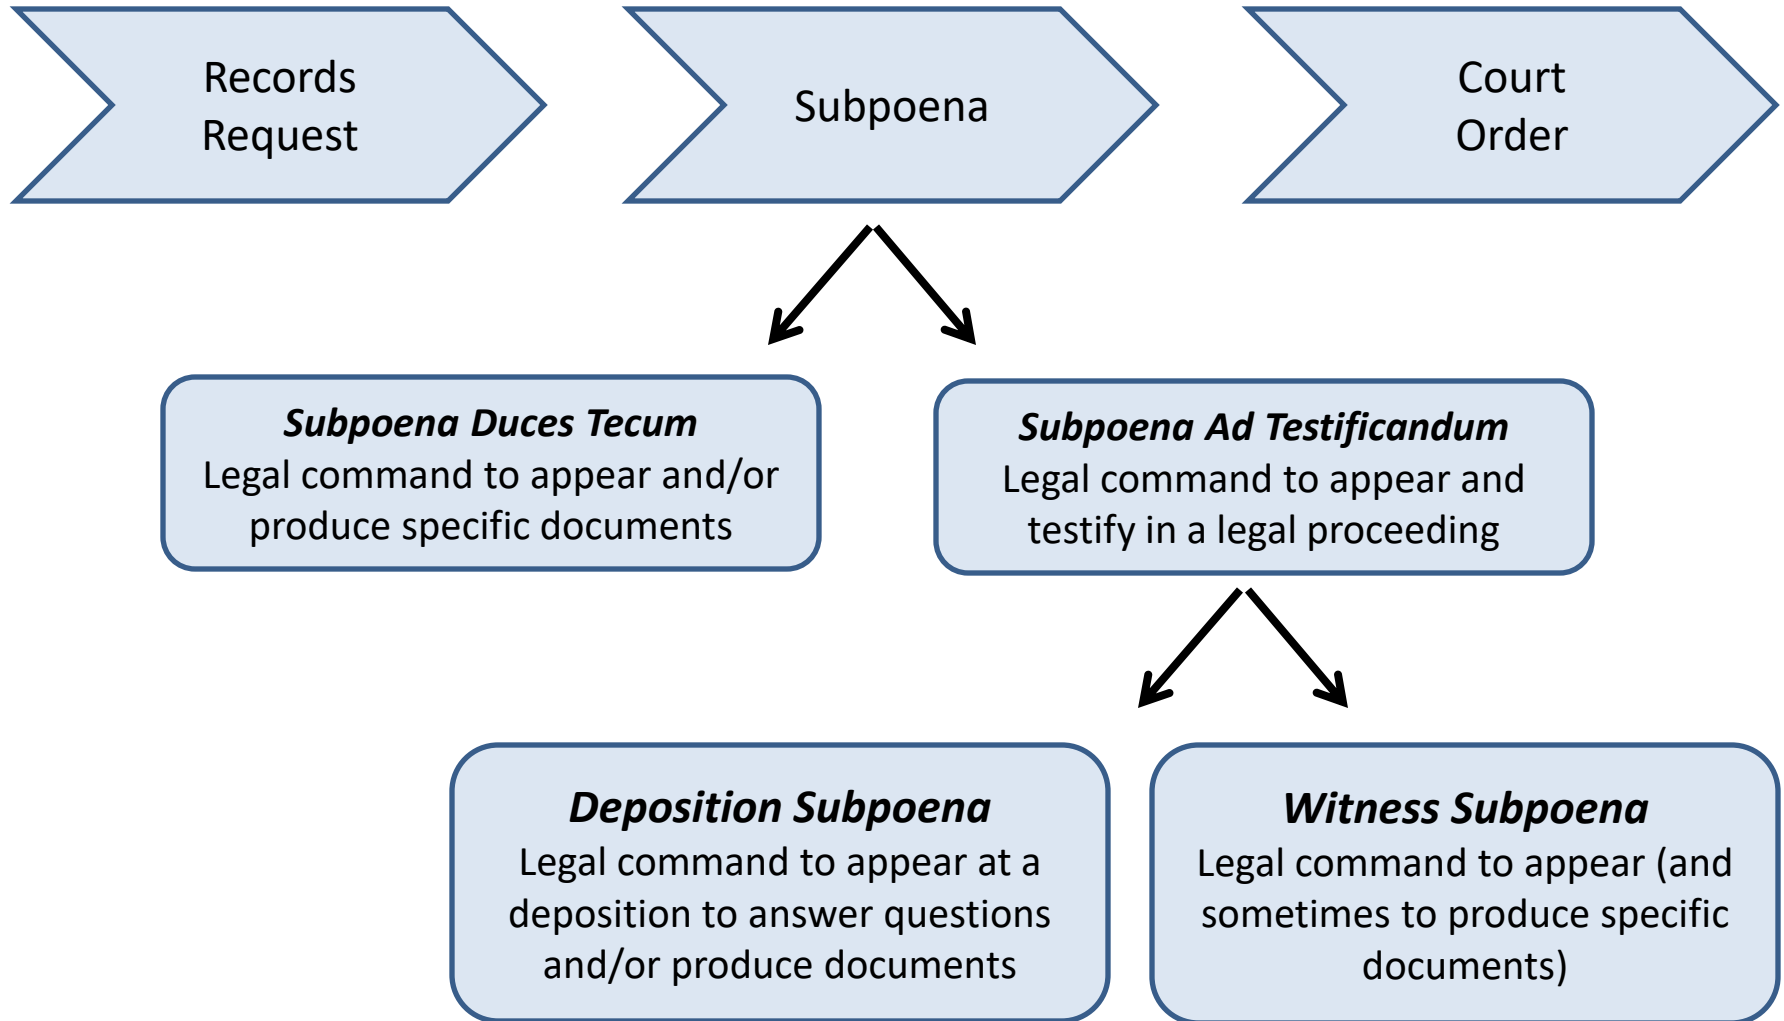 Records
Request
Subpoena
Court
Order
Subpoena Duces Tecum
Legal command to appear and/or
produce specific documents
Subpoena Ad Testificandum
Legal command to appear and
testify in a legal proceeding
Deposition Subpoena
Legal command to appear at a
deposition to answer questions
and/or produce documents
Witness Subpoena
Legal command to appear (and
sometimes to produce specific
documents)